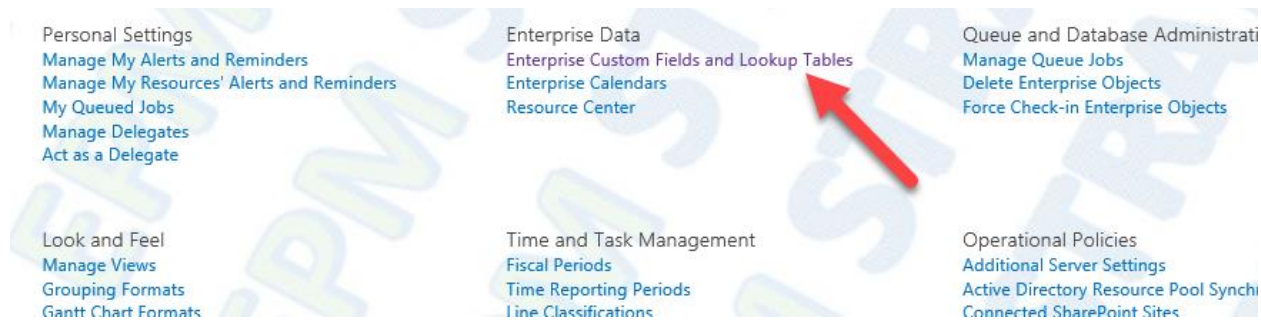 Personal Settings
Manage My Alerts and Reminders
Manage My Resources' Alerts and Reminders
My Queued Jobs
Manage Delegates
Act as a Delegate
Enterprise Data
Enterprise Custom Fields and Lookup Tables
Enterprise Calendars
Resource Center
Queue and Database Administrati
Manage Queue Jobs
Delete Enterprise Objects
Force Check-in Enterprise Objects
Look and Feel
Manage Views
Grouping Formats
Gantt Chart Formats
Time and Task Management
Fiscal Periods
Time Reporting Periods
Line Classifications
Operational Policies
Additional Server Settings
Active Directory Resource Pool Synchr
Connected SharePoint Sites